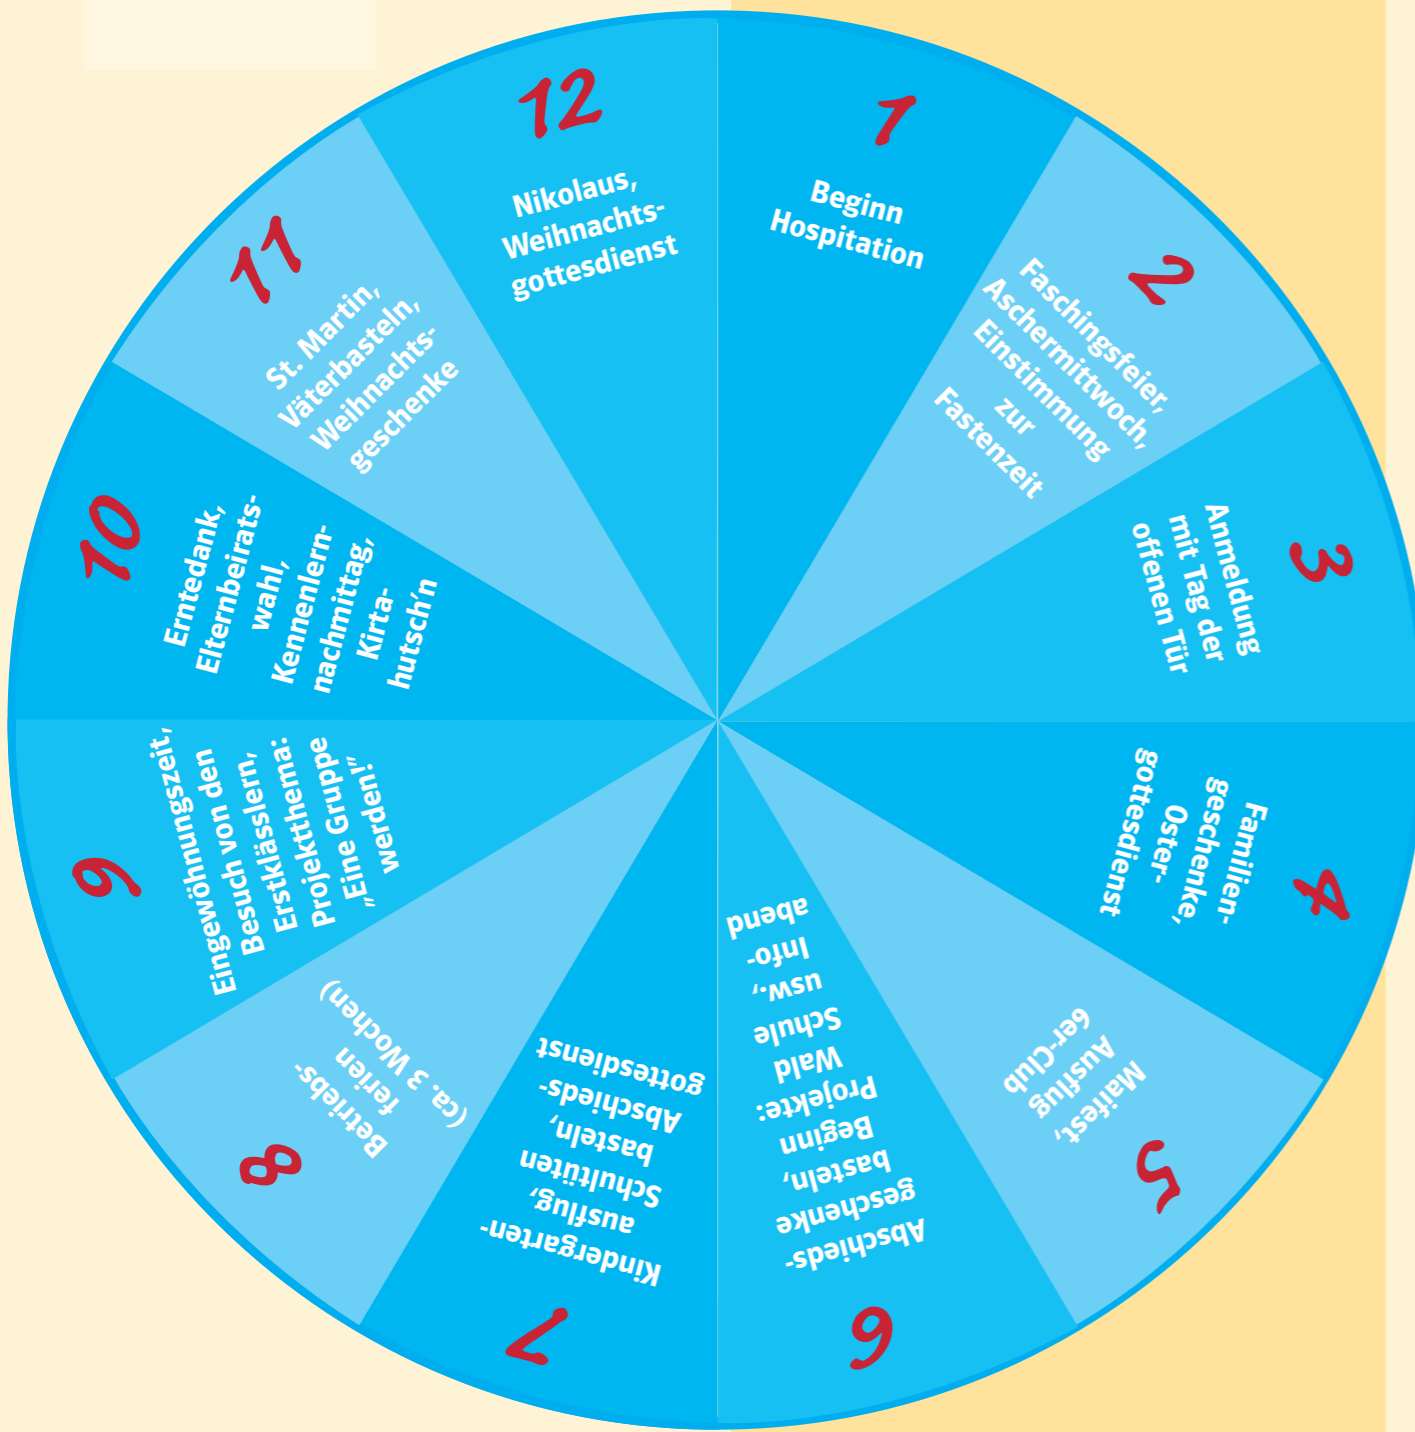 1
Beginn
Hospitation
2
Faschingsfeier,
Aschermittwoch,
Einstimmung
zur
Fastenzeit
3
Anmeldung
mit Tag der
offenen Tür
4
Familien-
geschenke,
Oster-
gottesdienst
5
Maifest,
Ausflug
6er-Club
6
Abschieds-
geschenke
basteln,
Beginn
Projekte:
Wald
Schule
usw.,
Info-
abend
7
Kindergarten-
ausflug,
Schultüten
basteln,
Abschieds-
gottesdienst
8
Betriebs-
ferien
(ca. 3 Wochen)
9
Eingewöhnungszeit,
Besuch von den
Erstklässlern,
Projektthema:
„Eine Gruppe
werden!”
10
Erntedank,
Elternbeirats-
wahl,
Kennenlern-
nachmittag,
Kirta-
hutsch’n
11
St. Martin,
Väterbasteln,
Weihnachts-
geschenke
12
Nikolaus,
Weihnachts-
gottesdienst